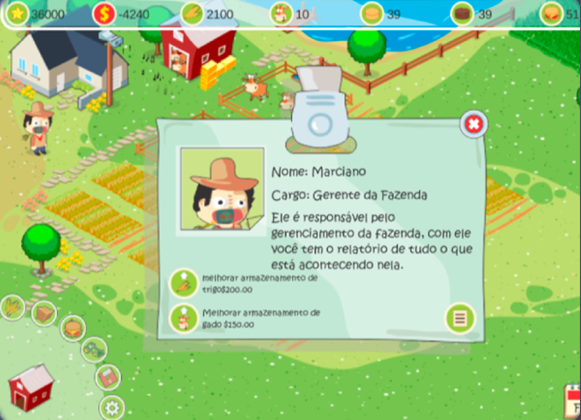 36000 -4240 2100 10 39 39 51
Nome: Marciano
Cargo: Gerente da Fazenda
Ele é responsável pelo
gerenciamento da fazenda, com ele
você tem o relatório de tudo o que
está acontecendo nela.
melhorar armazenamento de
trigo$200.00
Melhorar armazenamento de
gado $150.00